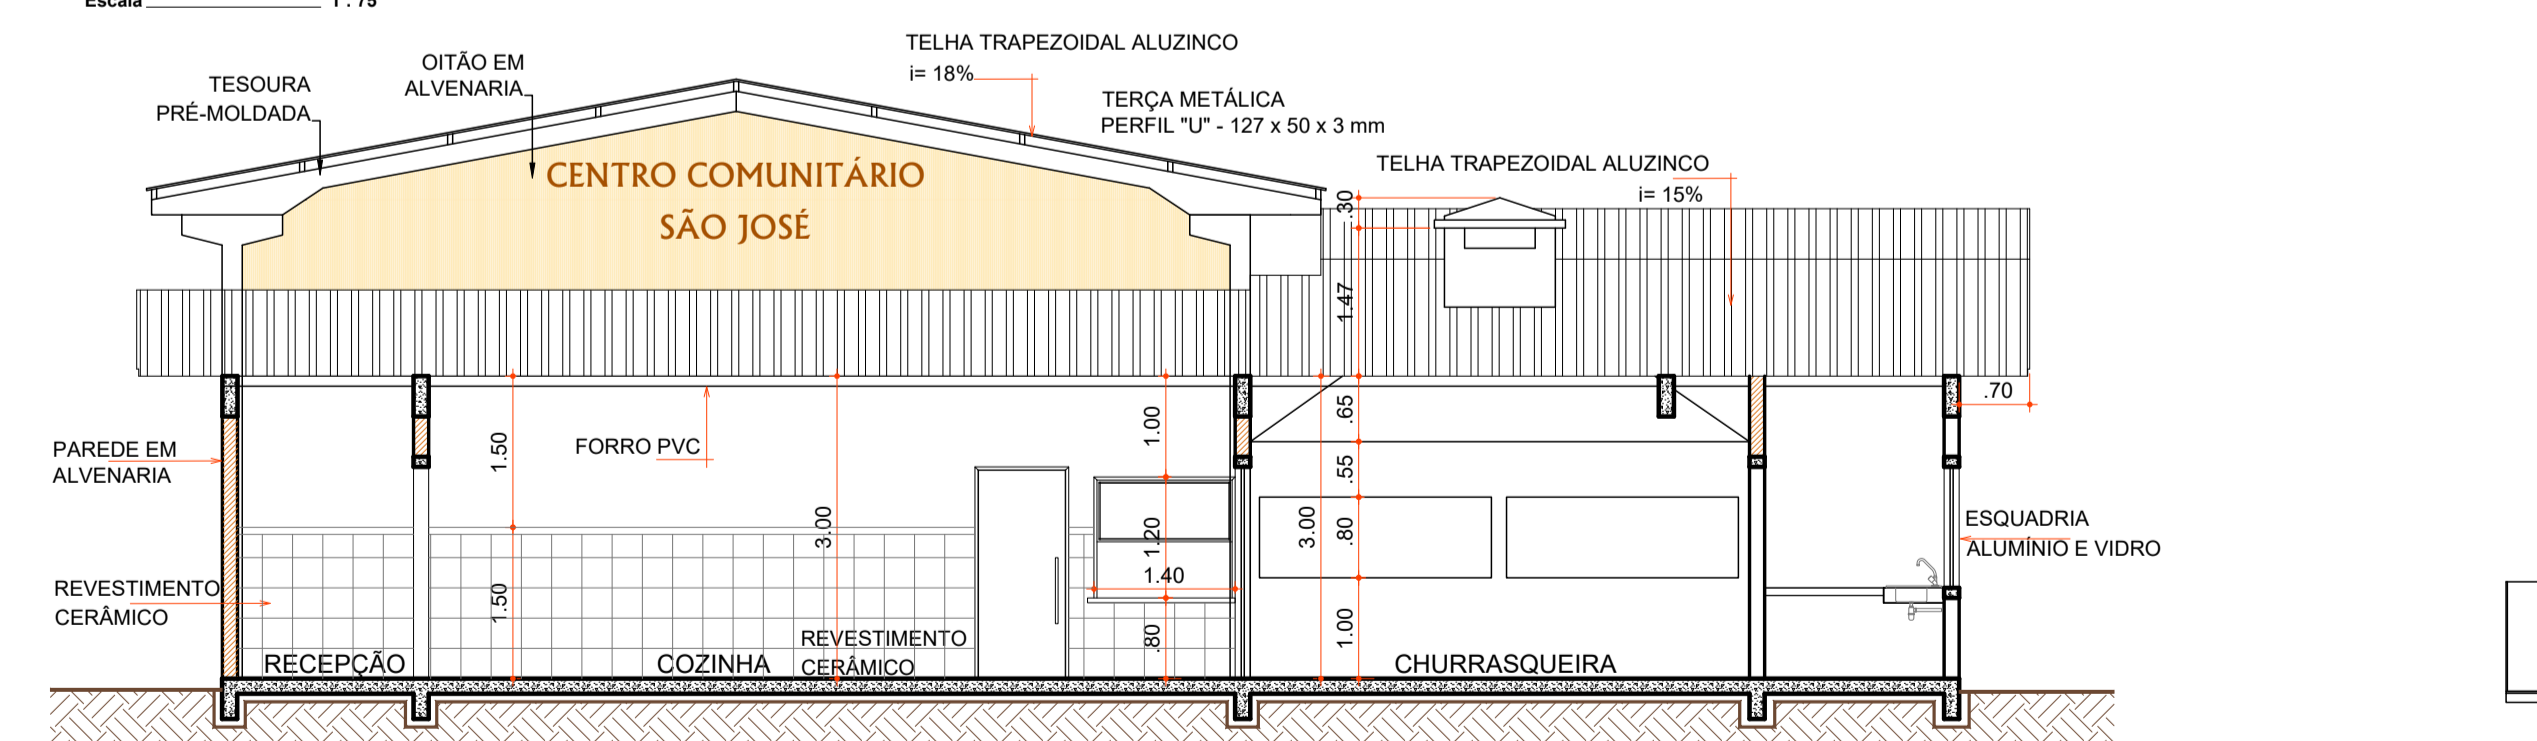 Escala 1 : 75
TELHA TRAPEZOIDAL ALUZINCO
i= 18%
OITÃO EM
ALVENARIA
TESOURA
PRÉ-MOLDADA
TERÇA METÁLICA
PERFIL "U" - 127 x 50 x 3 mm
TELHA TRAPEZOIDAL ALUZINCO
i= 15%
CENTRO COMUNITÁRIO
SÃO JOSÉ
.30
1.47
.70
.65
1.00
1.50
FORRO PVC
PAREDE EM
ALVENARIA
.55
3.00
1.20
3.00
.80
ESQUADRIA
ALUMÍNIO E VIDRO
1.40
REVESTIMENTO
CERÂMICO
1.50
.80
1.00
REVESTIMENTO
CERÂMICO
RECEPÇÃO
COZINHA
CHURRASQUEIRA